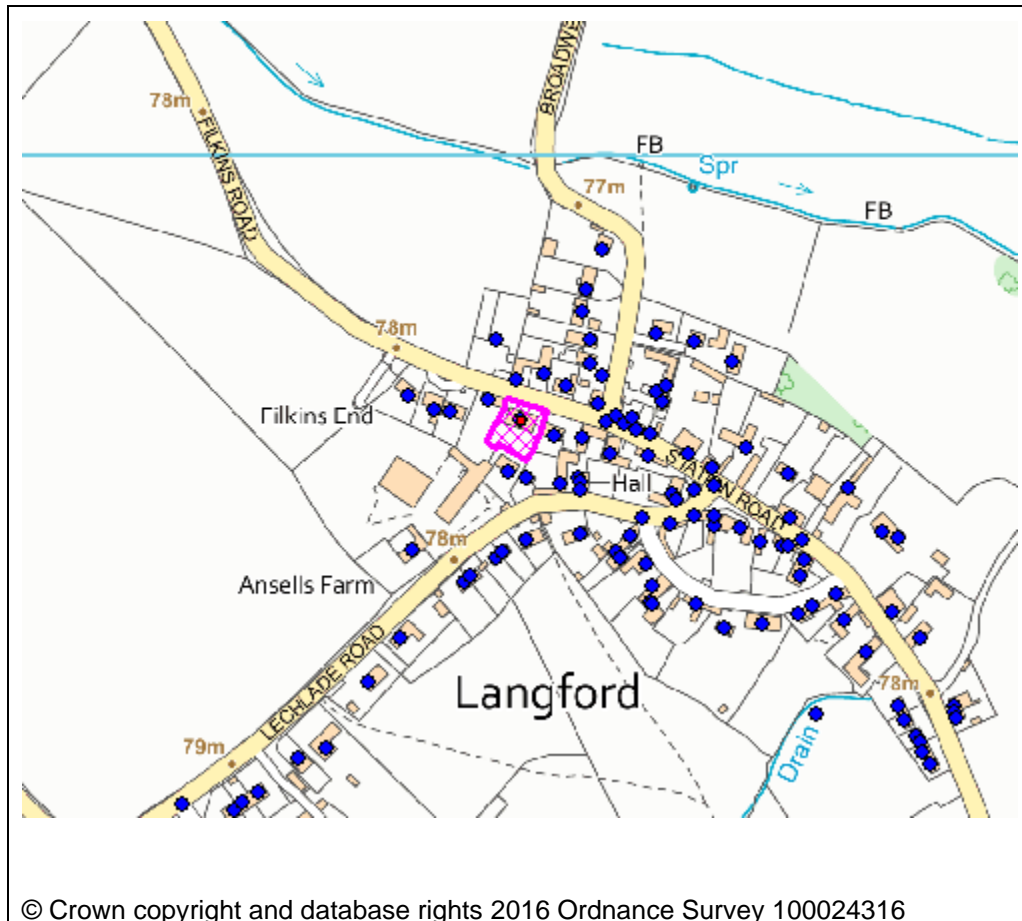 BROADWE
78m
FILKINS ROAD
FB
Spr
77m
FB
78m
Filkins End
STATION ROAD
Hall
78m
Ansells Farm
LECHLADE ROAD
Langford
78m
79m
Drain
© Crown copyright and database rights 2016 Ordnance Survey 100024316